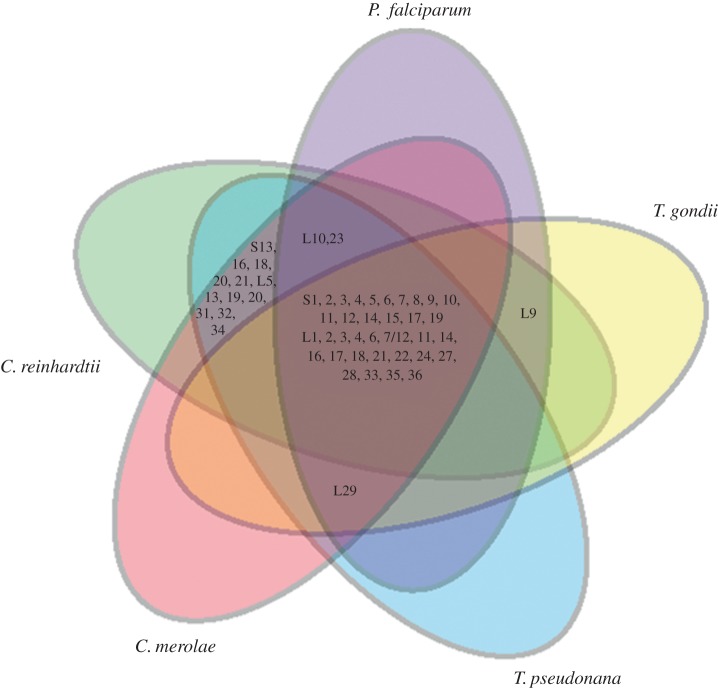 P. falciparum
T. gondii
L10,23
S13,
16, 18,
20, 21, L5,
13, 19, 20,
31, 32,
34
S1, 2, 3, 4, 5, 6, 7, 8, 9, 10,
11, 12, 14, 15, 17, 19
L1, 2, 3, 4, 6, 7/12, 11, 14,
16, 17, 18, 21, 22, 24, 27,
28, 33, 35, 36
L9
C. reinhardtii
L29
C. merolae
T. pseudonana